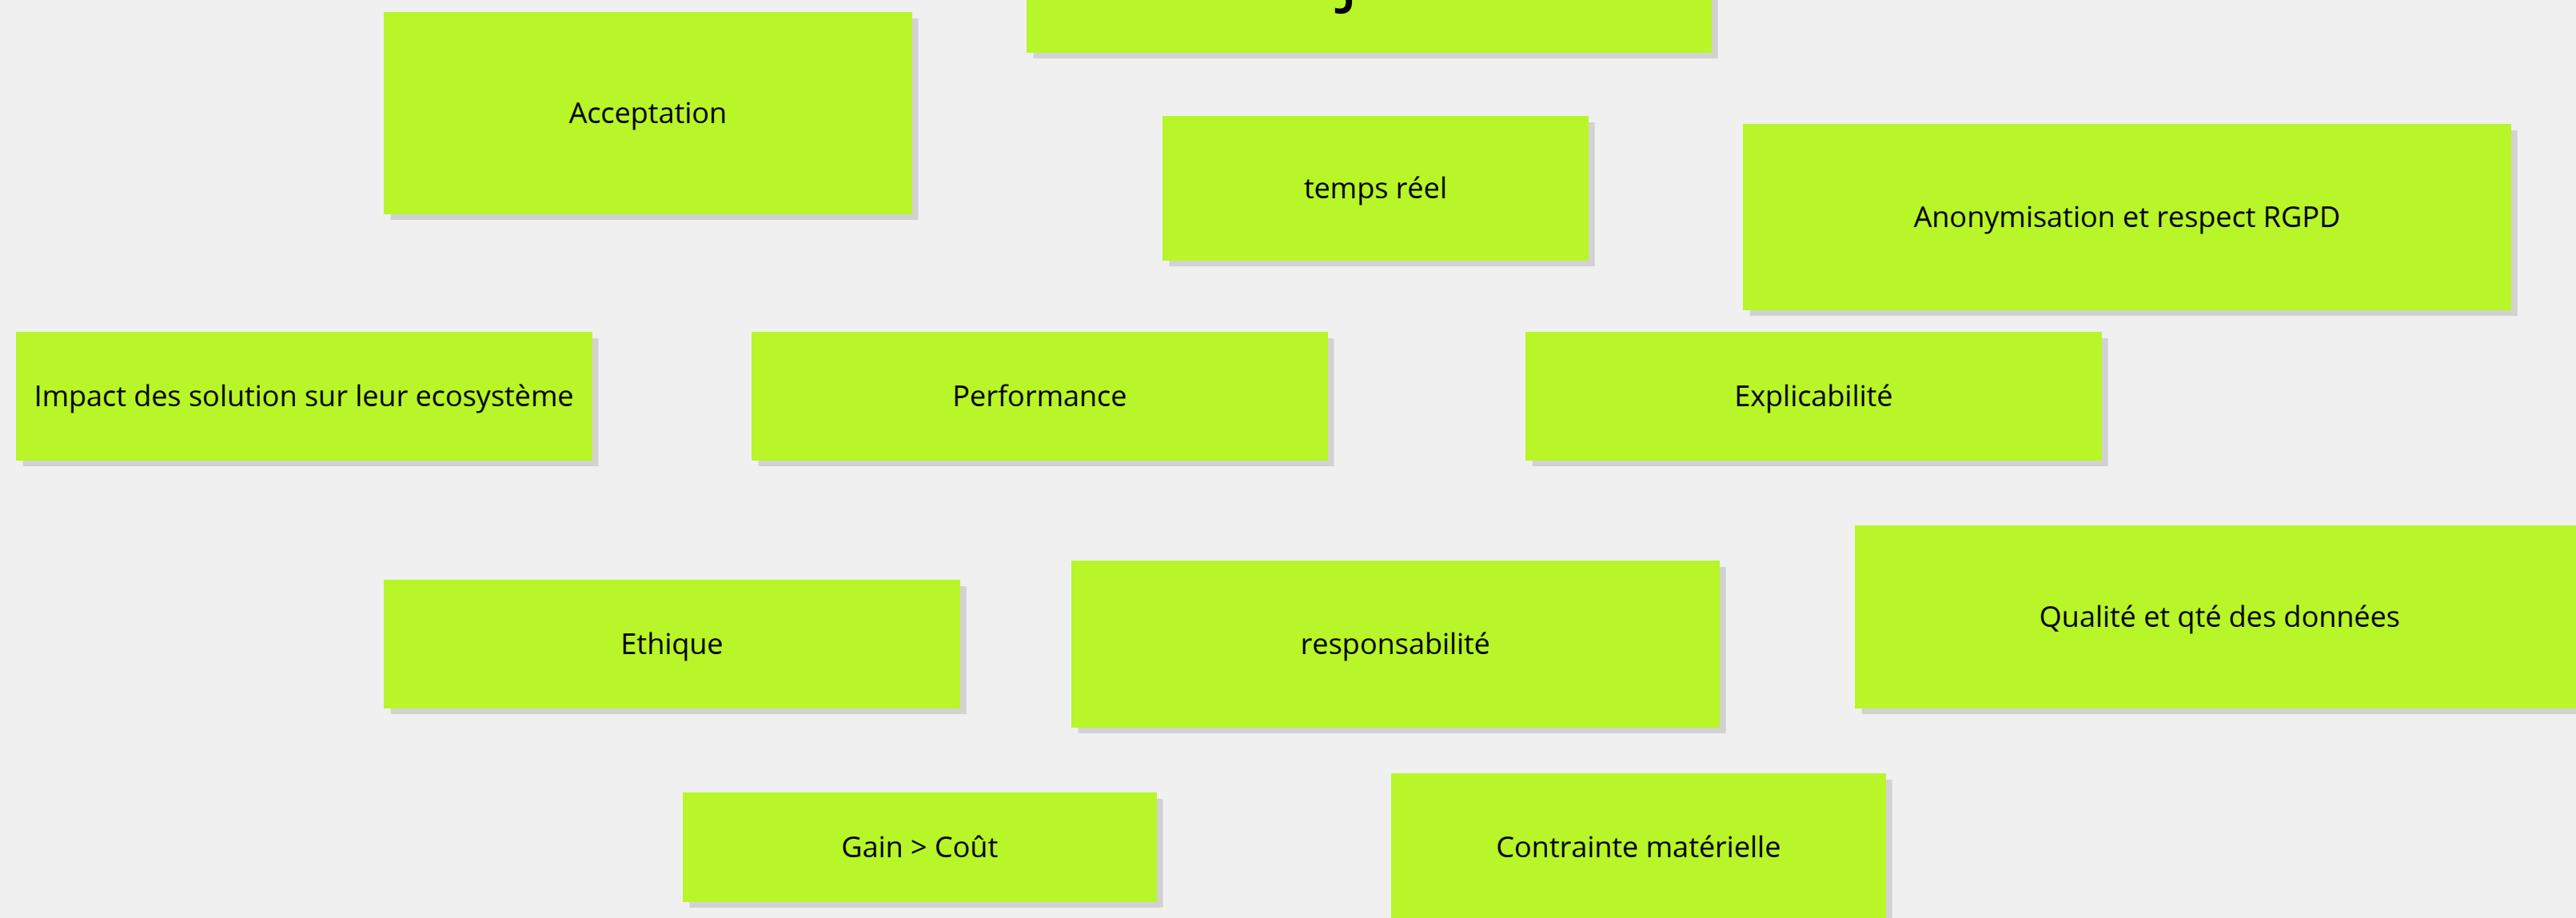 Acceptation
temps réel
Anonymisation et respect RGPD
Impact des solution sur leur ecosystème
Performance
Explicabilité
Ethique
responsabilité
Qualité et qté des données
Gain > Coût
Contrainte matérielle